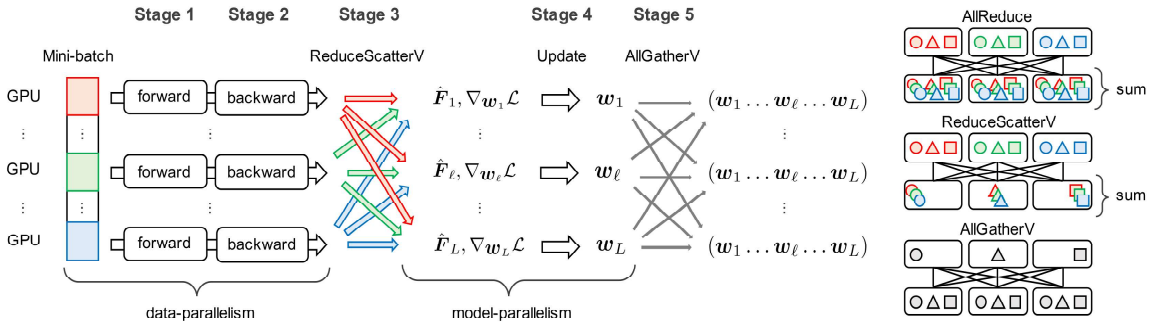 Stage 1 Stage 2 Stage 3 Stage 4 Stage 5
Mini-batch ReduceScatterV Update AllGatherV
GPU forward backward F̂₁, ∇w₁ℒ w₁ (w₁ … wℓ … w_L)
⋮ ⋮ ⋮ ⋮ ⋮
GPU forward backward F̂ℓ, ∇wℓℒ wℓ (w₁ … wℓ … w_L)
⋮ ⋮ ⋮ ⋮ ⋮
GPU forward backward F̂_L, ∇w_Lℒ w_L (w₁ … wℓ … w_L)
data-parallelism model-parallelism
AllReduce
sum
ReduceScatterV
sum
AllGatherV